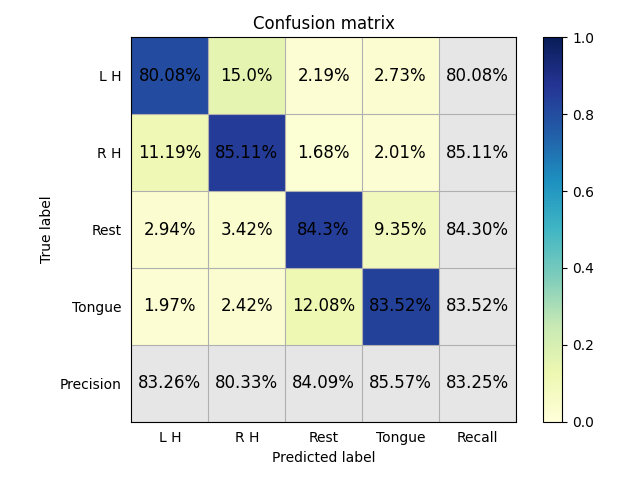 Confusion matrix
L H 80.08% 15.0% 2.19% 2.73% 80.08%
R H 11.19% 85.11% 1.68% 2.01% 85.11%
Rest 2.94% 3.42% 84.3% 9.35% 84.30%
Tongue 1.97% 2.42% 12.08% 83.52% 83.52%
Precision 83.26% 80.33% 84.09% 85.57% 83.25%
L H R H Rest Tongue Recall
Predicted label
True label
1.0
0.8
0.6
0.4
0.2
0.0